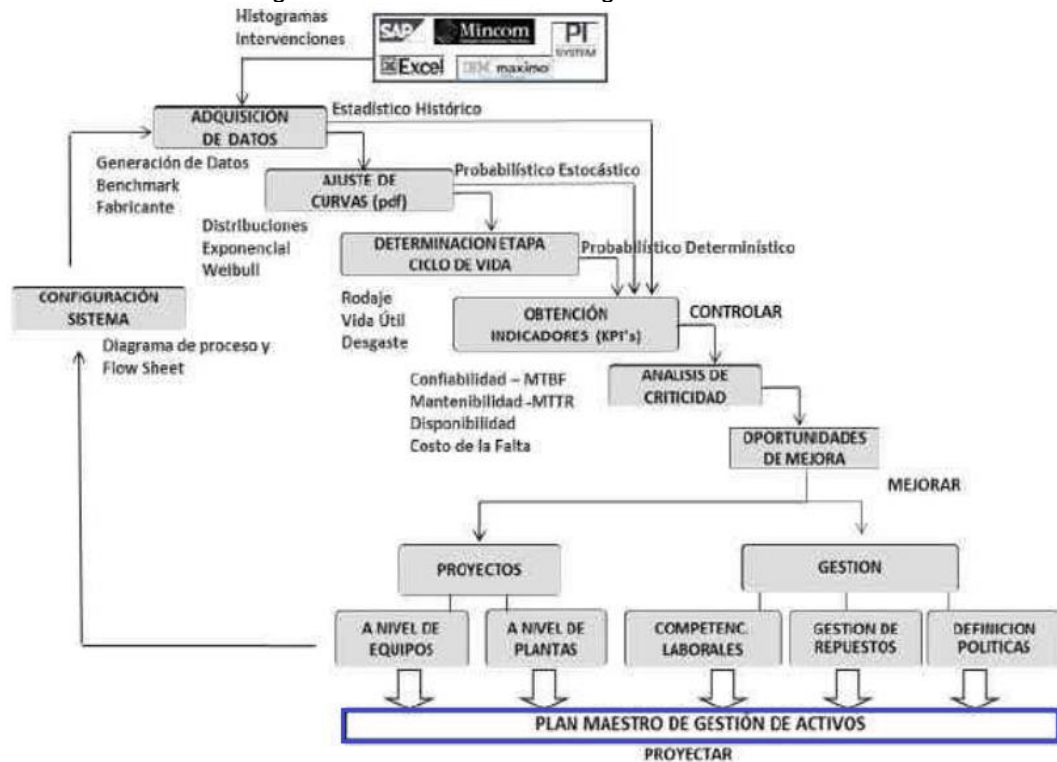 Histogramas
Intervenciones
SAP
Mincom
PI
SYSTEM
Excel
IBM maximo
ADQUISICIÓN
DE DATOS
Estadístico Histórico
Generación de Datos
Benchmark
Fabricante
AJUSTE DE
CURVAS (pdf)
Probabilístico Estocástico
Distribuciones
Exponencial
Weibull
DETERMINACION ETAPA
CICLO DE VIDA
Probabilístico Determinístico
CONFIGURACIÓN
SISTEMA
Diagrama de proceso y
Flow Sheet
Rodaje
Vida Útil
Desgaste
OBTENCIÓN
INDICADORES (KPI's)
CONTROLAR
Confiabilidad – MTBF
Mantenibilidad -MTTR
Disponibilidad
Costo de la Falta
ANALISIS DE
CRITICIDAD
OPORTUNIDADES
DE MEJORA
MEJORAR
PROYECTOS
GESTION
A NIVEL DE
EQUIPOS
A NIVEL DE
PLANTAS
COMPETENC.
LABORALES
GESTION DE
REPUESTOS
DEFINICION
POLITICAS
PLAN MAESTRO DE GESTIÓN DE ACTIVOS
PROYECTAR